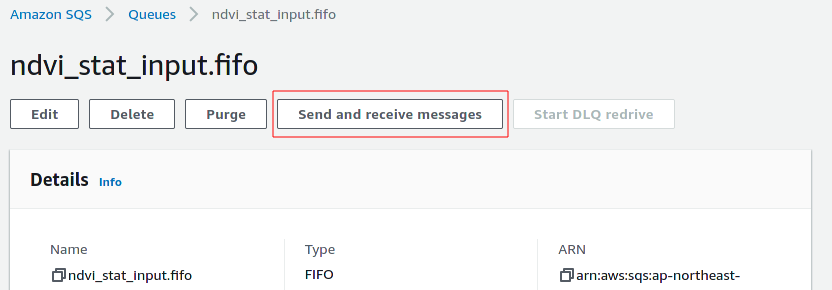 Amazon SQS > Queues > ndvi_stat_input.fifo
ndvi_stat_input.fifo
Edit Delete Purge Send and receive messages Start DLQ redrive
Details Info
Name Type ARN
ndvi_stat_input.fifo FIFO arn:aws:sqs:ap-northeast-